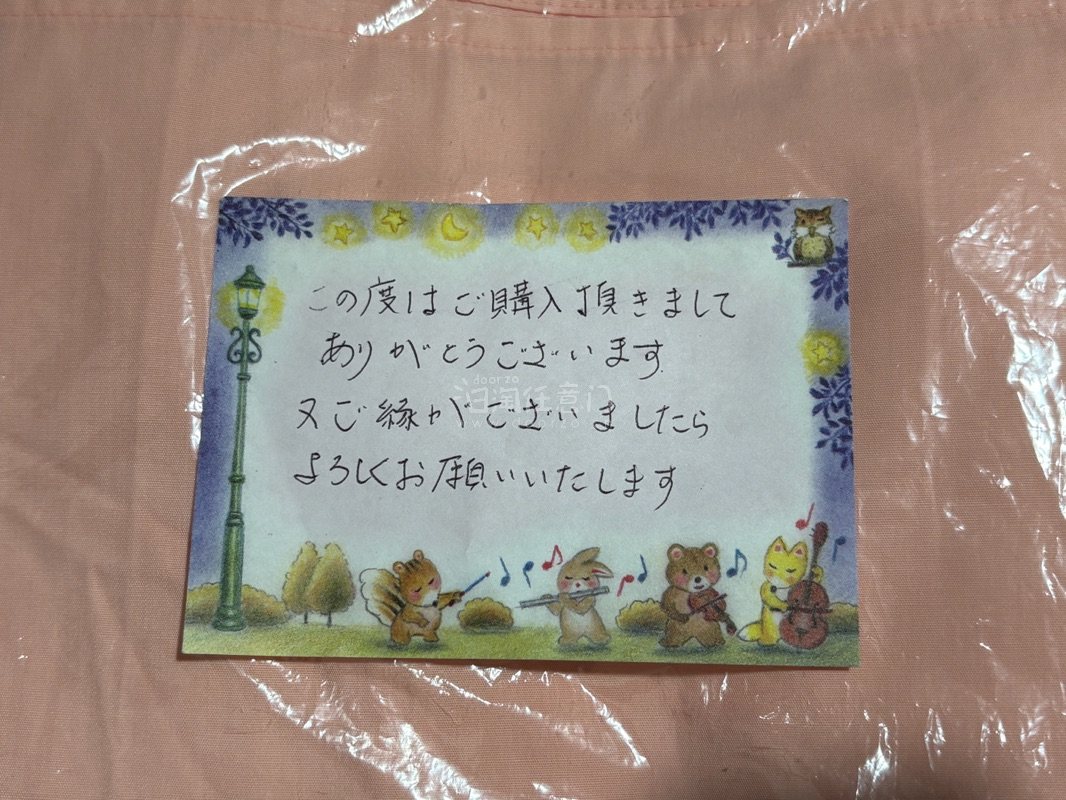 この度はご購入頂きまして
ありがとうございます
又ご縁がございましたら
よろしくお願いいたします
doorzo